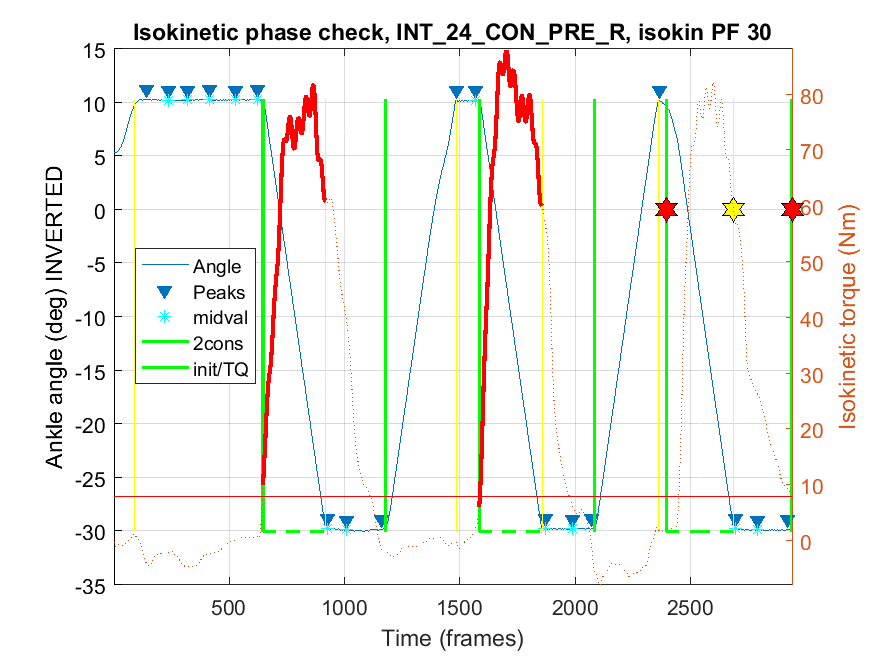 Isokinetic phase check, INT_24_CON_PRE_R, isokin PF 30
15
10
5
0
-5
-10
-15
-20
-25
-30
-35
Ankle angle (deg) INVERTED
Angle
Peaks
midval
2cons
init/TQ
80
70
60
50
40
30
20
10
0
Isokinetic torque (Nm)
500
1000
1500
2000
2500
Time (frames)